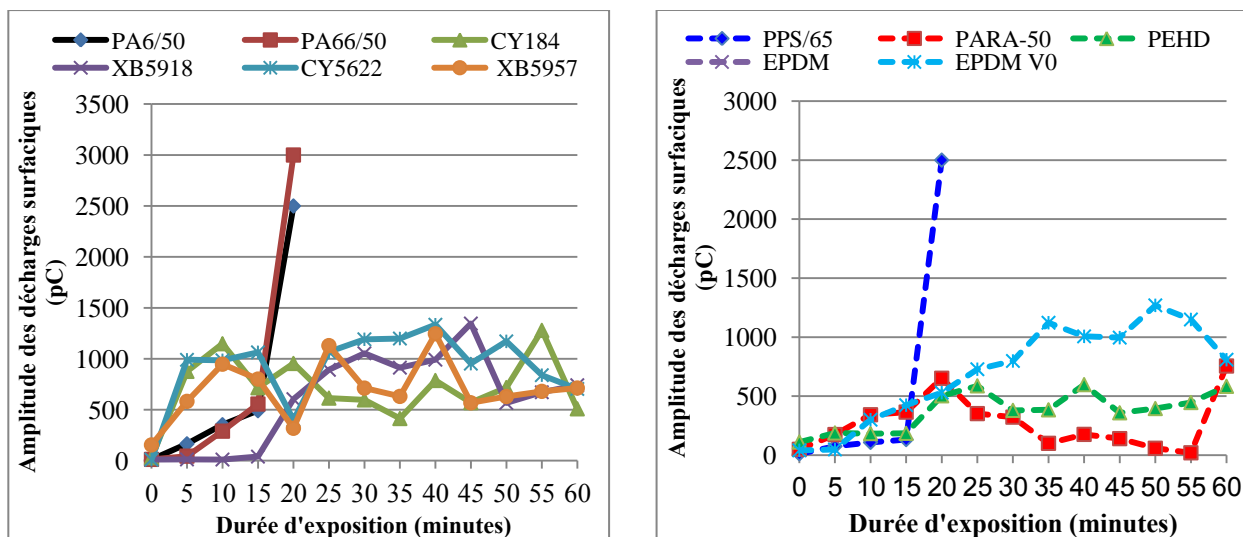 PA6/50 PA66/50 CY184
XB5918 CY5622 XB5957
Amplitude des décharges surfaciques
(pC)
3500
3000
2500
2000
1500
1000
500
0
0 5 10 15 20 25 30 35 40 45 50 55 60
Durée d'exposition (minutes)
PPS/65 PARA-50 PEHD
EPDM EPDM V0
Amplitude des décharges surfaciques
(pC)
3000
2500
2000
1500
1000
500
0
0 5 10 15 20 25 30 35 40 45 50 55 60
Durée d'exposition (minutes)